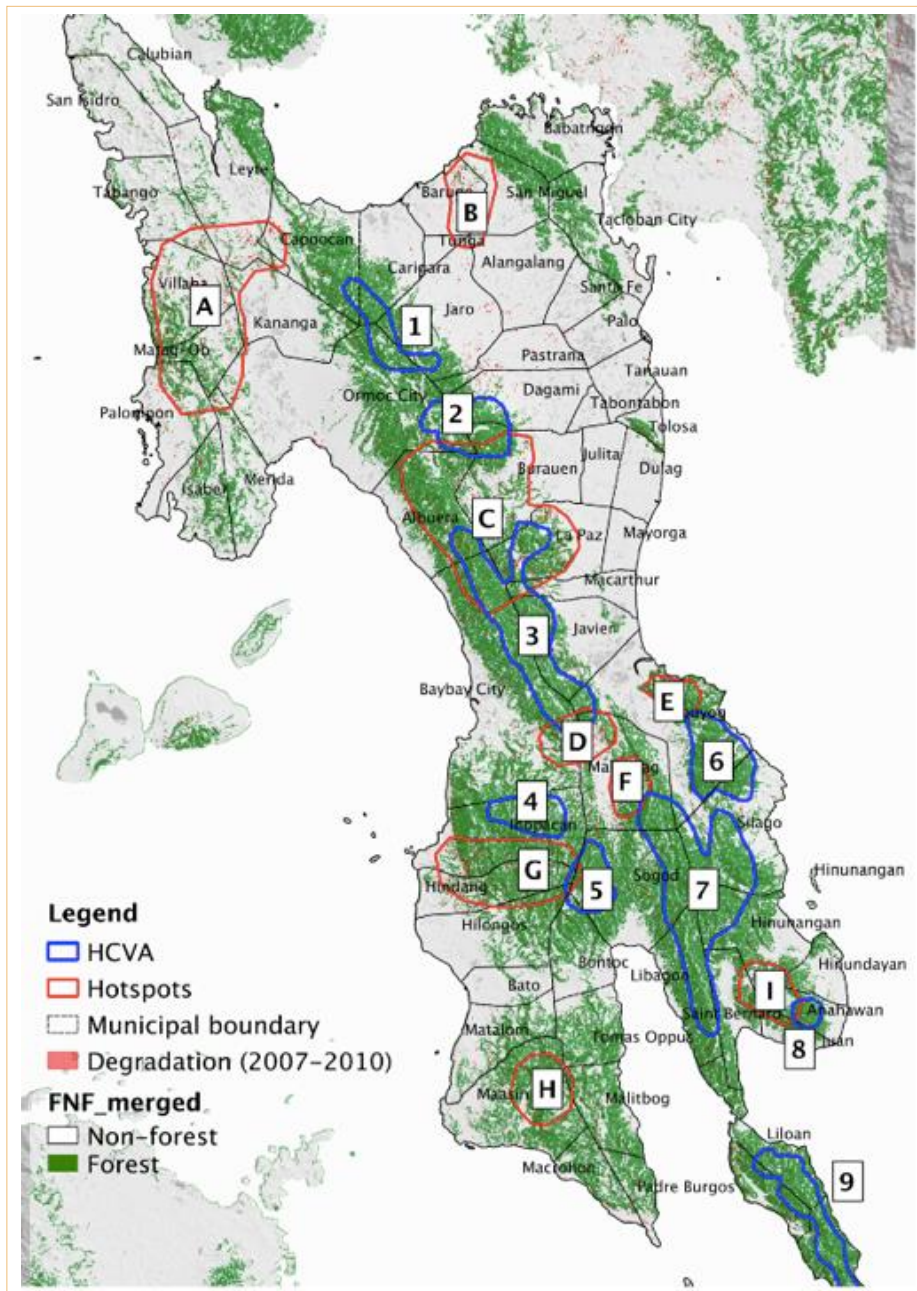 Calubian
San Isidro
Babatngon
Leyte
Tabango
San Miguel
B
Tacloban City
Capoocan
Tunga
Carigara
Alangalang
Villaba
Santa Fe
A
1
Jaro
Kananga
Palo
Pastrana
Tanauan
Ormoc City
Dagami
Tabontabon
Palompon
2
Tolosa
Julita
Burauen
Dulag
Merida
Isabel
C
Albuera
La Paz
Mayorga
Macarthur
3
Javier
Baybay City
E
D
6
F
4
Silago
Inopacan
G
Sogod
Hinunangan
5
7
Hindang
Hilongos
Hinunangan
Bontoc
Hinundayan
Libagon
Bato
I
Saint Bernard
Anahawan
Matalom
Tomas Oppus
Juan
8
Maasin
H
Malitbog
Liloan
Macrohon
Padre Burgos
9
Legend
HCVA
Hotspots
Municipal boundary
Degradation (2007-2010)
FNF_merged
Non-forest
Forest